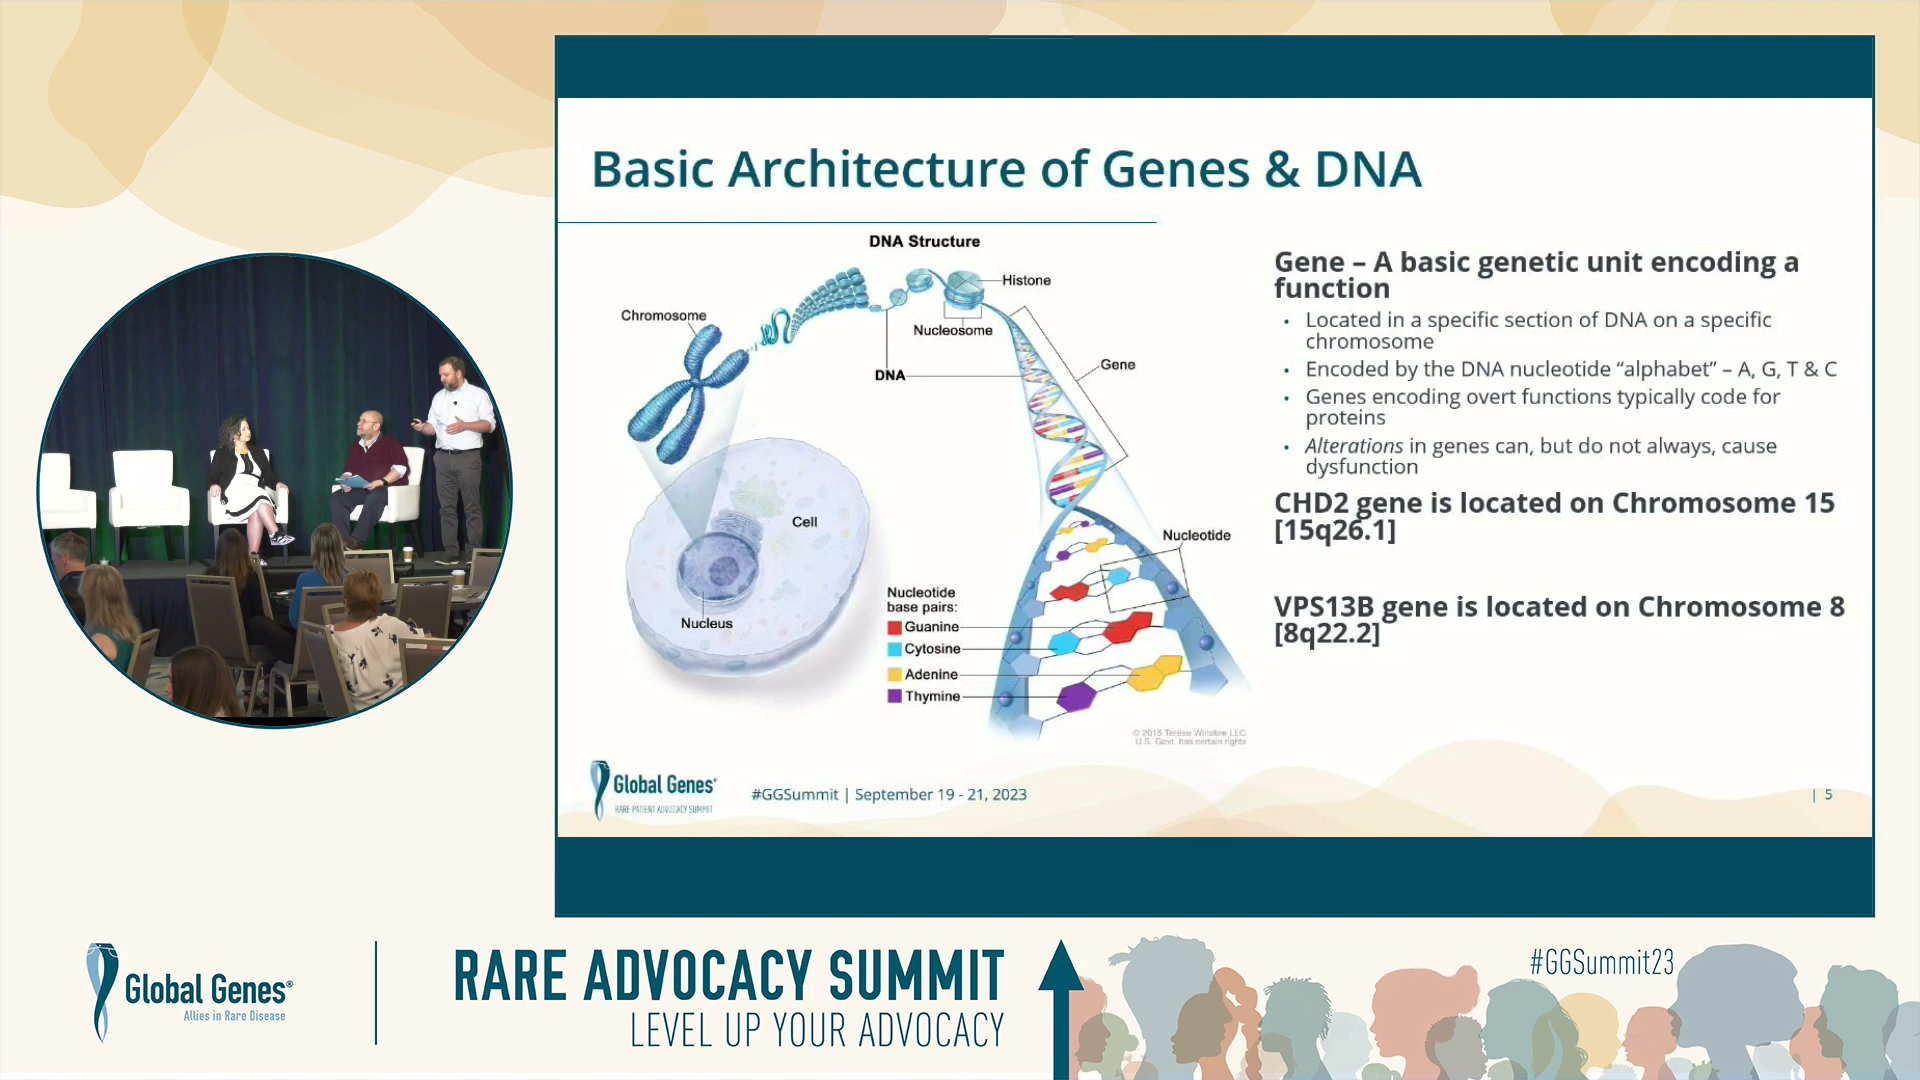 Basic Architecture of Genes & DNA
DNA Structure
Histone
Chromosome
Nucleosome
Gene
DNA
Cell
Nucleotide
Nucleus
Nucleotide
base pairs:
Guanine
Cytosine
Adenine
Thymine
© 2015 Terese Winslow LLC
U.S. Govt. has certain rights
Gene – A basic genetic unit encoding a
function
• Located in a specific section of DNA on a specific
chromosome
• Encoded by the DNA nucleotide “alphabet” – A, G, T & C
• Genes encoding overt functions typically code for
proteins
• Alterations in genes can, but do not always, cause
dysfunction
CHD2 gene is located on Chromosome 15
[15q26.1]
VPS13B gene is located on Chromosome 8
[8q22.2]
Global Genes®
RARE PATIENT ADVOCACY SUMMIT
#GGSummit | September 19 - 21, 2023
| 5
Global Genes®
Allies in Rare Disease
RARE ADVOCACY SUMMIT
LEVEL UP YOUR ADVOCACY
#GGSummit23